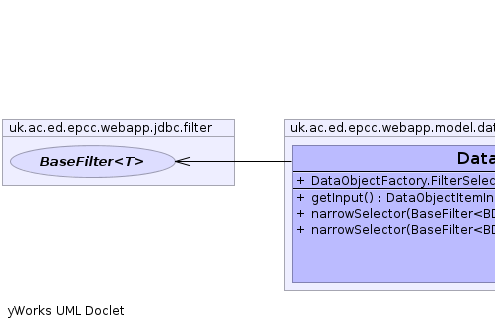 uk.ac.ed.epcc.webapp.jdbc.filter
BaseFilter<T>
uk.ac.ed.epcc.webapp.model.dat
Data
+ DataObjectFactory.FilterSelec
+ getInput() : DataObjectItemIn
+ narrowSelector(BaseFilter<BD
+ narrowSelector(BaseFilter<BD
yWorks UML Doclet